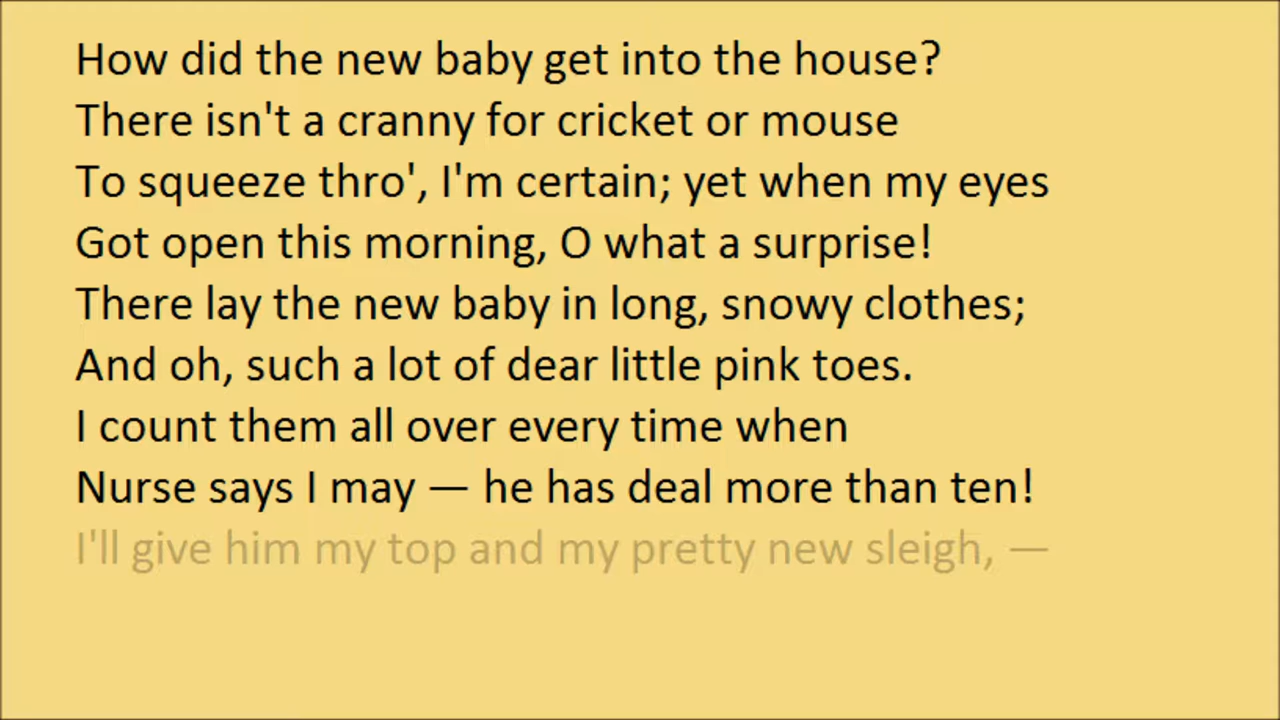 How did the new baby get into the house?
There isn't a cranny for cricket or mouse
To squeeze thro', I'm certain; yet when my eyes
Got open this morning, O what a surprise!
There lay the new baby in long, snowy clothes;
And oh, such a lot of dear little pink toes.
I count them all over every time when
Nurse says I may — he has deal more than ten!
I'll give him my top and my pretty new sleigh, —